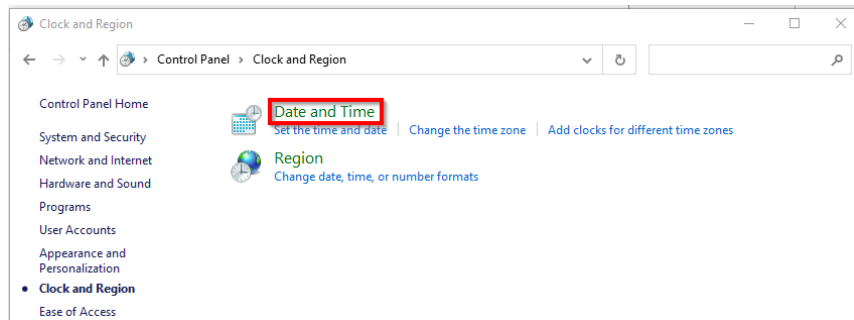 Clock and Region
Control Panel › Clock and Region
Control Panel Home
System and Security
Network and Internet
Hardware and Sound
Programs
User Accounts
Appearance and
Personalization
Clock and Region
Ease of Access
Date and Time
Set the time and date Change the time zone Add clocks for different time zones
Region
Change date, time, or number formats